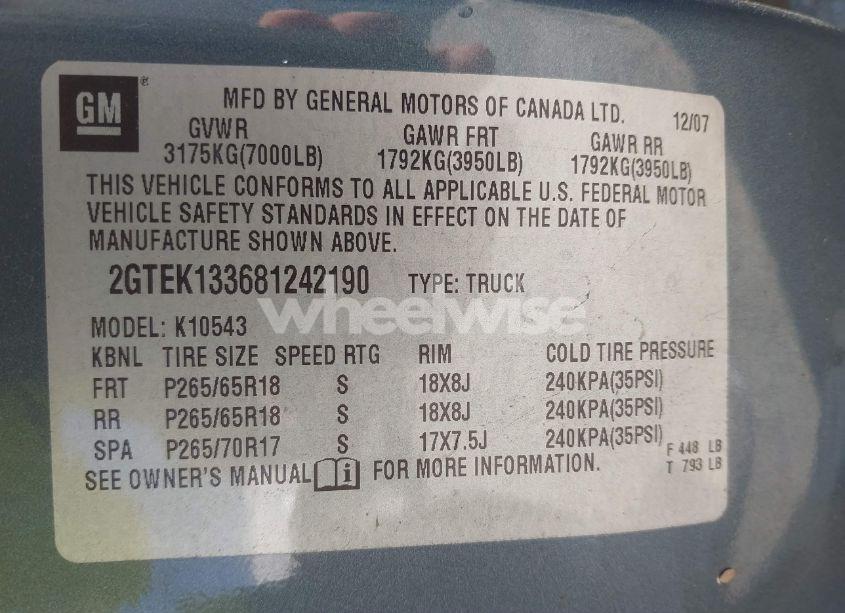 GM ®
MFD BY GENERAL MOTORS OF CANADA LTD. 12/07
GVWR GAWR FRT GAWR RR
3175KG(7000LB) 1792KG(3950LB) 1792KG(3950LB)
THIS VEHICLE CONFORMS TO ALL APPLICABLE U.S. FEDERAL MOTOR
VEHICLE SAFETY STANDARDS IN EFFECT ON THE DATE OF
MANUFACTURE SHOWN ABOVE.
2GTEK133681242190 TYPE: TRUCK
wheelwise
MODEL: K10543
KBNL TIRE SIZE SPEED RTG RIM COLD TIRE PRESSURE
FRT P265/65R18 S 18X8J 240KPA(35PSI)
RR P265/65R18 S 18X8J 240KPA(35PSI)
SPA P265/70R17 S 17X7.5J 240KPA(35PSI) F 448 LB
SEE OWNER'S MANUAL i FOR MORE INFORMATION. T 793 LB